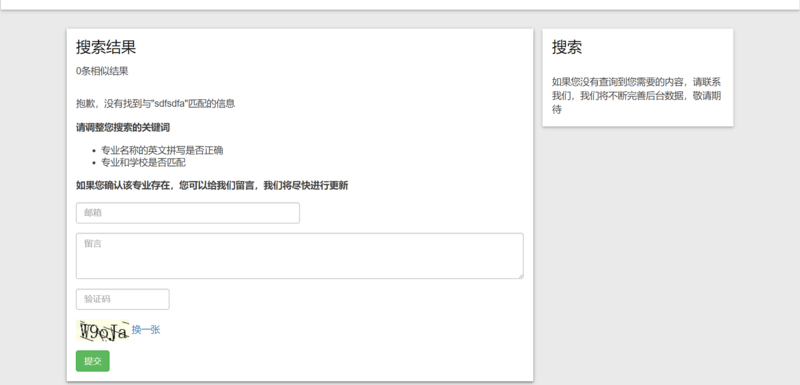 搜索结果
0条相似结果
抱歉，没有找到与"sdfsdfa"匹配的信息
请调整您搜索的关键词
专业名称的英文拼写是否正确
专业和学校是否匹配
如果您确认该专业存在，您可以给我们留言，我们将尽快进行更新
邮箱
留言
验证码
W9oJa 换一张
提交
搜索
如果您没有查询到您需要的内容，请联系
我们，我们将不断完善后台数据，敬请期
待